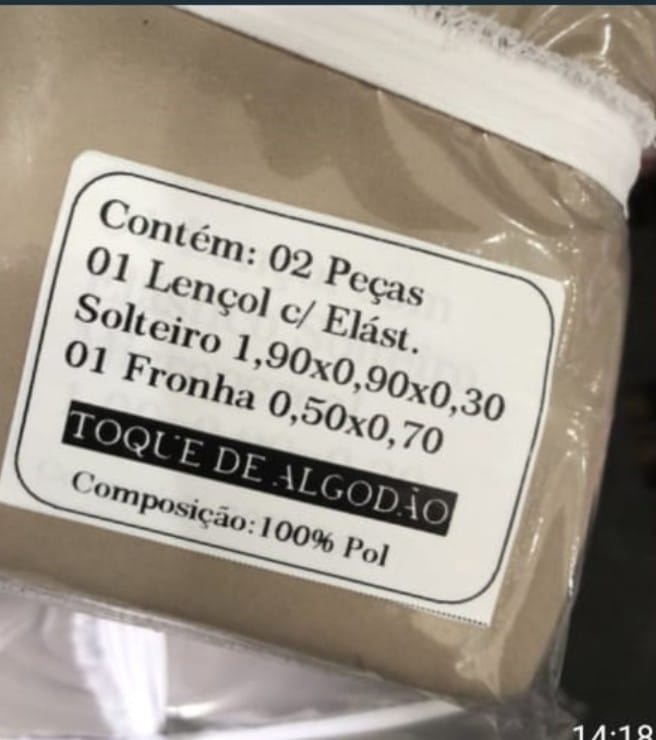 Contém: 02 Peças
01 Lençol c/ Elást.
Solteiro 1,90x0,90x0,30
01 Fronha 0,50x0,70
TOQUE DE ALGODÃO
Composição:100% Pol
14:18